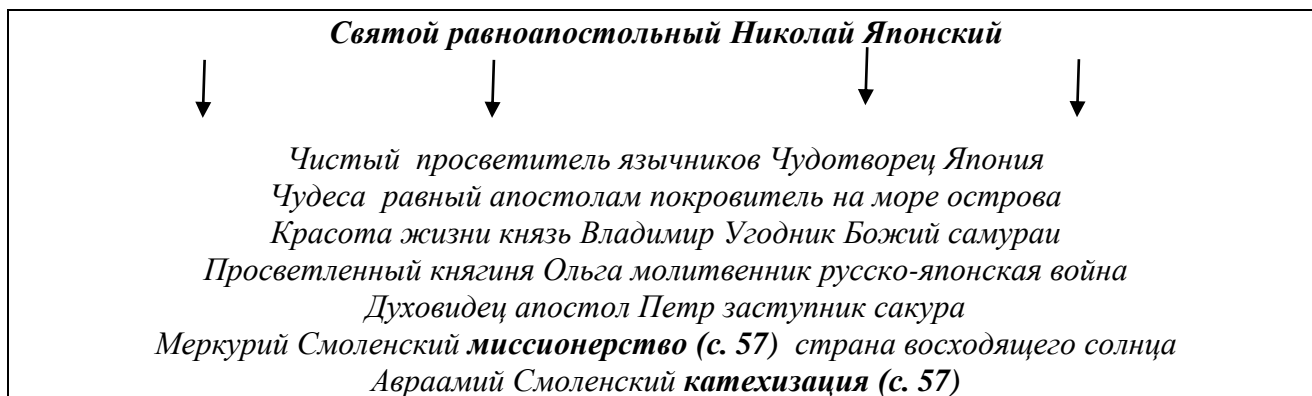 Святой равноапостольный Николай Японский
Чистый просветитель язычников Чудотворец Япония
Чудеса равный апостолам покровитель на море острова
Красота жизни князь Владимир Угодник Божий самураи
Просветленный княгиня Ольга молитвенник русско-японская война
Духовидец апостол Петр заступник сакура
Меркурий Смоленский миссионерство (с. 57) страна восходящего солнца
Авраамий Смоленский катехизация (с. 57)